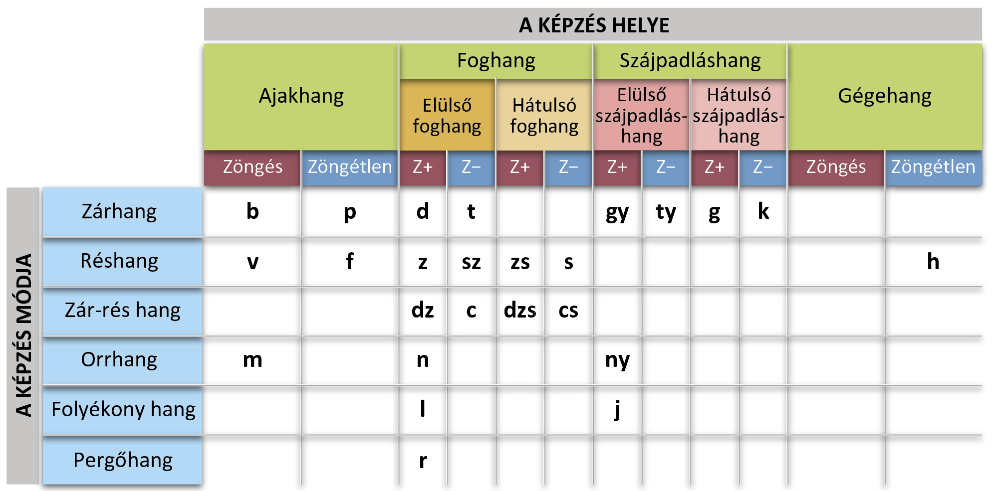 A KÉPZÉS HELYE
Ajakhang
Foghang
Szájpadláshang
Gégehang
Elülső
foghang
Hátulsó
foghang
Elülső
szájpadlás-
hang
Hátulsó
szájpadlás-
hang
Zöngés Zöngétlen Z+ Z– Z+ Z– Z+ Z– Z+ Z– Zöngés Zöngétlen
A KÉPZÉS MÓDJA
Zárhang b p d t gy ty g k
Réshang v f z sz zs s h
Zár-rés hang dz c dzs cs
Orrhang m n ny
Folyékony hang l j
Pergőhang r